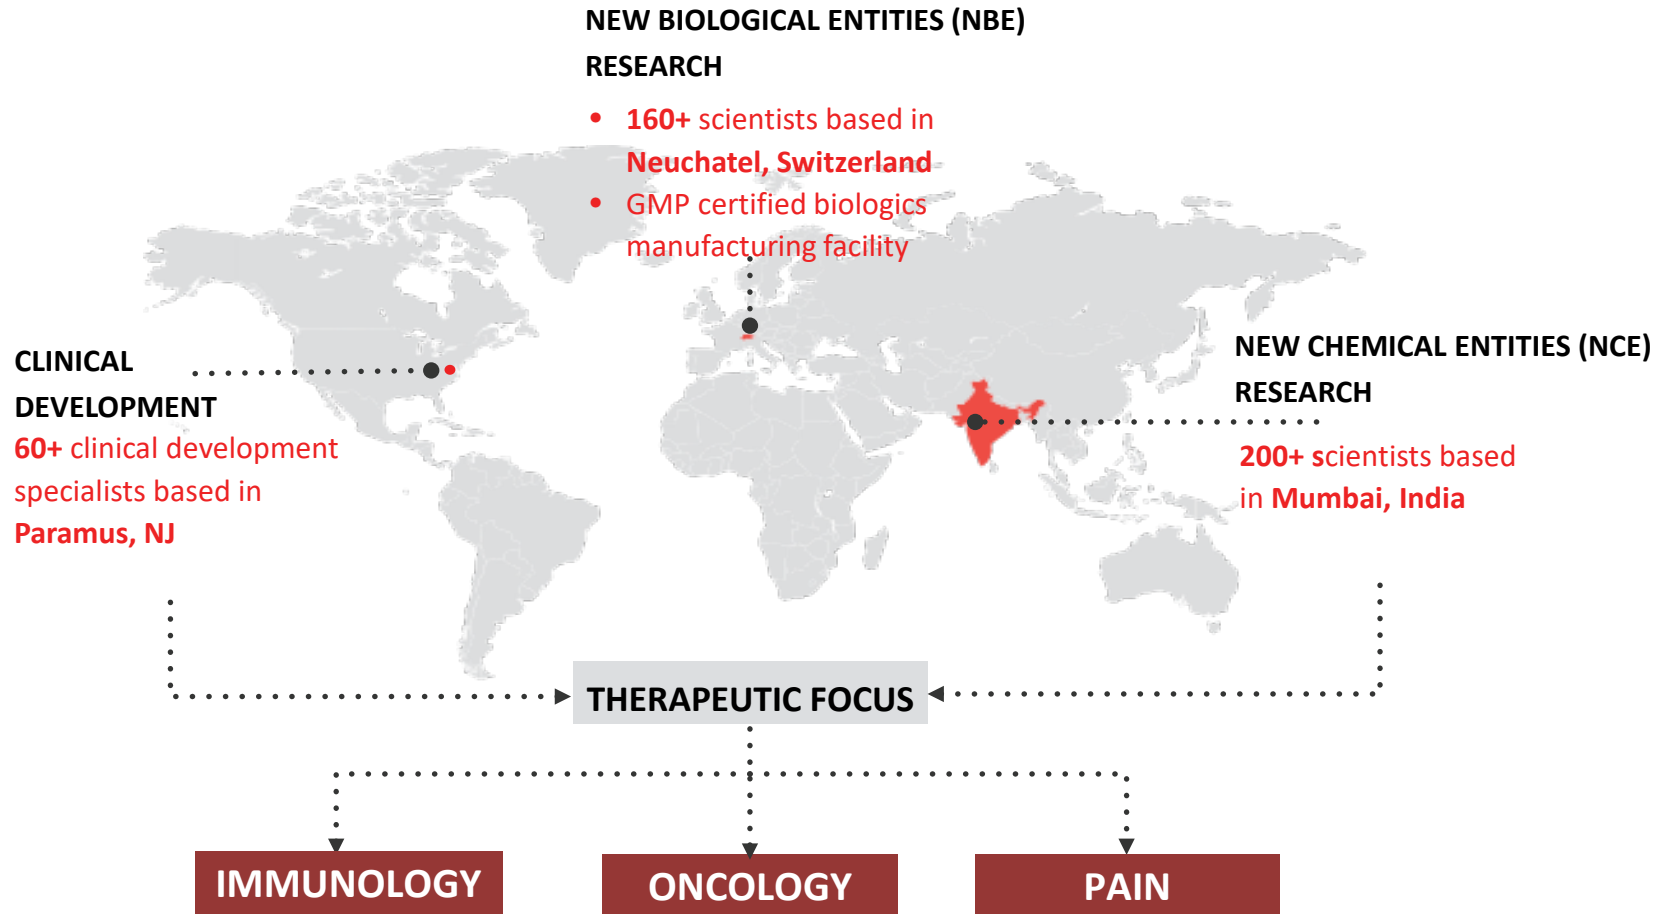 NEW BIOLOGICAL ENTITIES (NBE)
RESEARCH
• 160+ scientists based in
Neuchatel, Switzerland
• GMP certified biologics
manufacturing facility
CLINICAL
DEVELOPMENT
60+ clinical development
specialists based in
Paramus, NJ
NEW CHEMICAL ENTITIES (NCE)
RESEARCH
200+ scientists based
in Mumbai, India
THERAPEUTIC FOCUS
IMMUNOLOGY
ONCOLOGY
PAIN